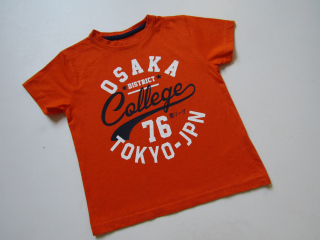 OSAKA
DISTRICT
College
76
TOKYO-JPN